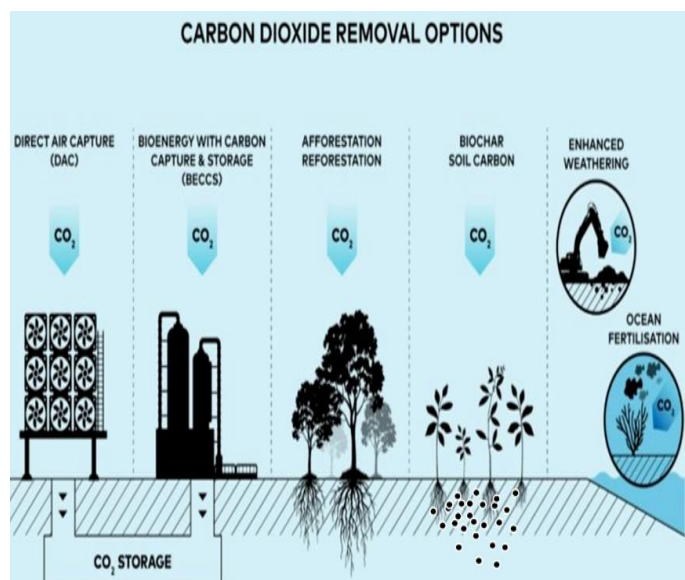 CARBON DIOXIDE REMOVAL OPTIONS
DIRECT AIR CAPTURE
(DAC)
BIOENERGY WITH CARBON
CAPTURE & STORAGE
(BECCS)
AFFORESTATION
REFORESTATION
BIOCHAR
SOIL CARBON
ENHANCED
WEATHERING
CO₂
CO₂
CO₂
CO₂
CO₂
OCEAN
FERTILISATION
CO₂
CO₂ STORAGE